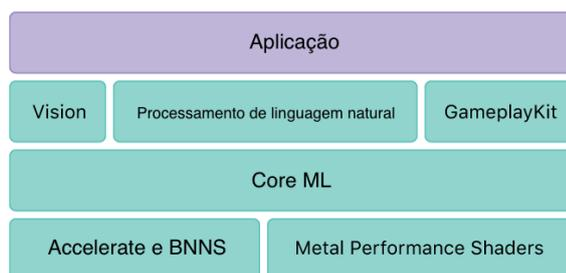 Aplicação
Vision
Processamento de linguagem natural
GameplayKit
Core ML
Accelerate e BNNS
Metal Performance Shaders